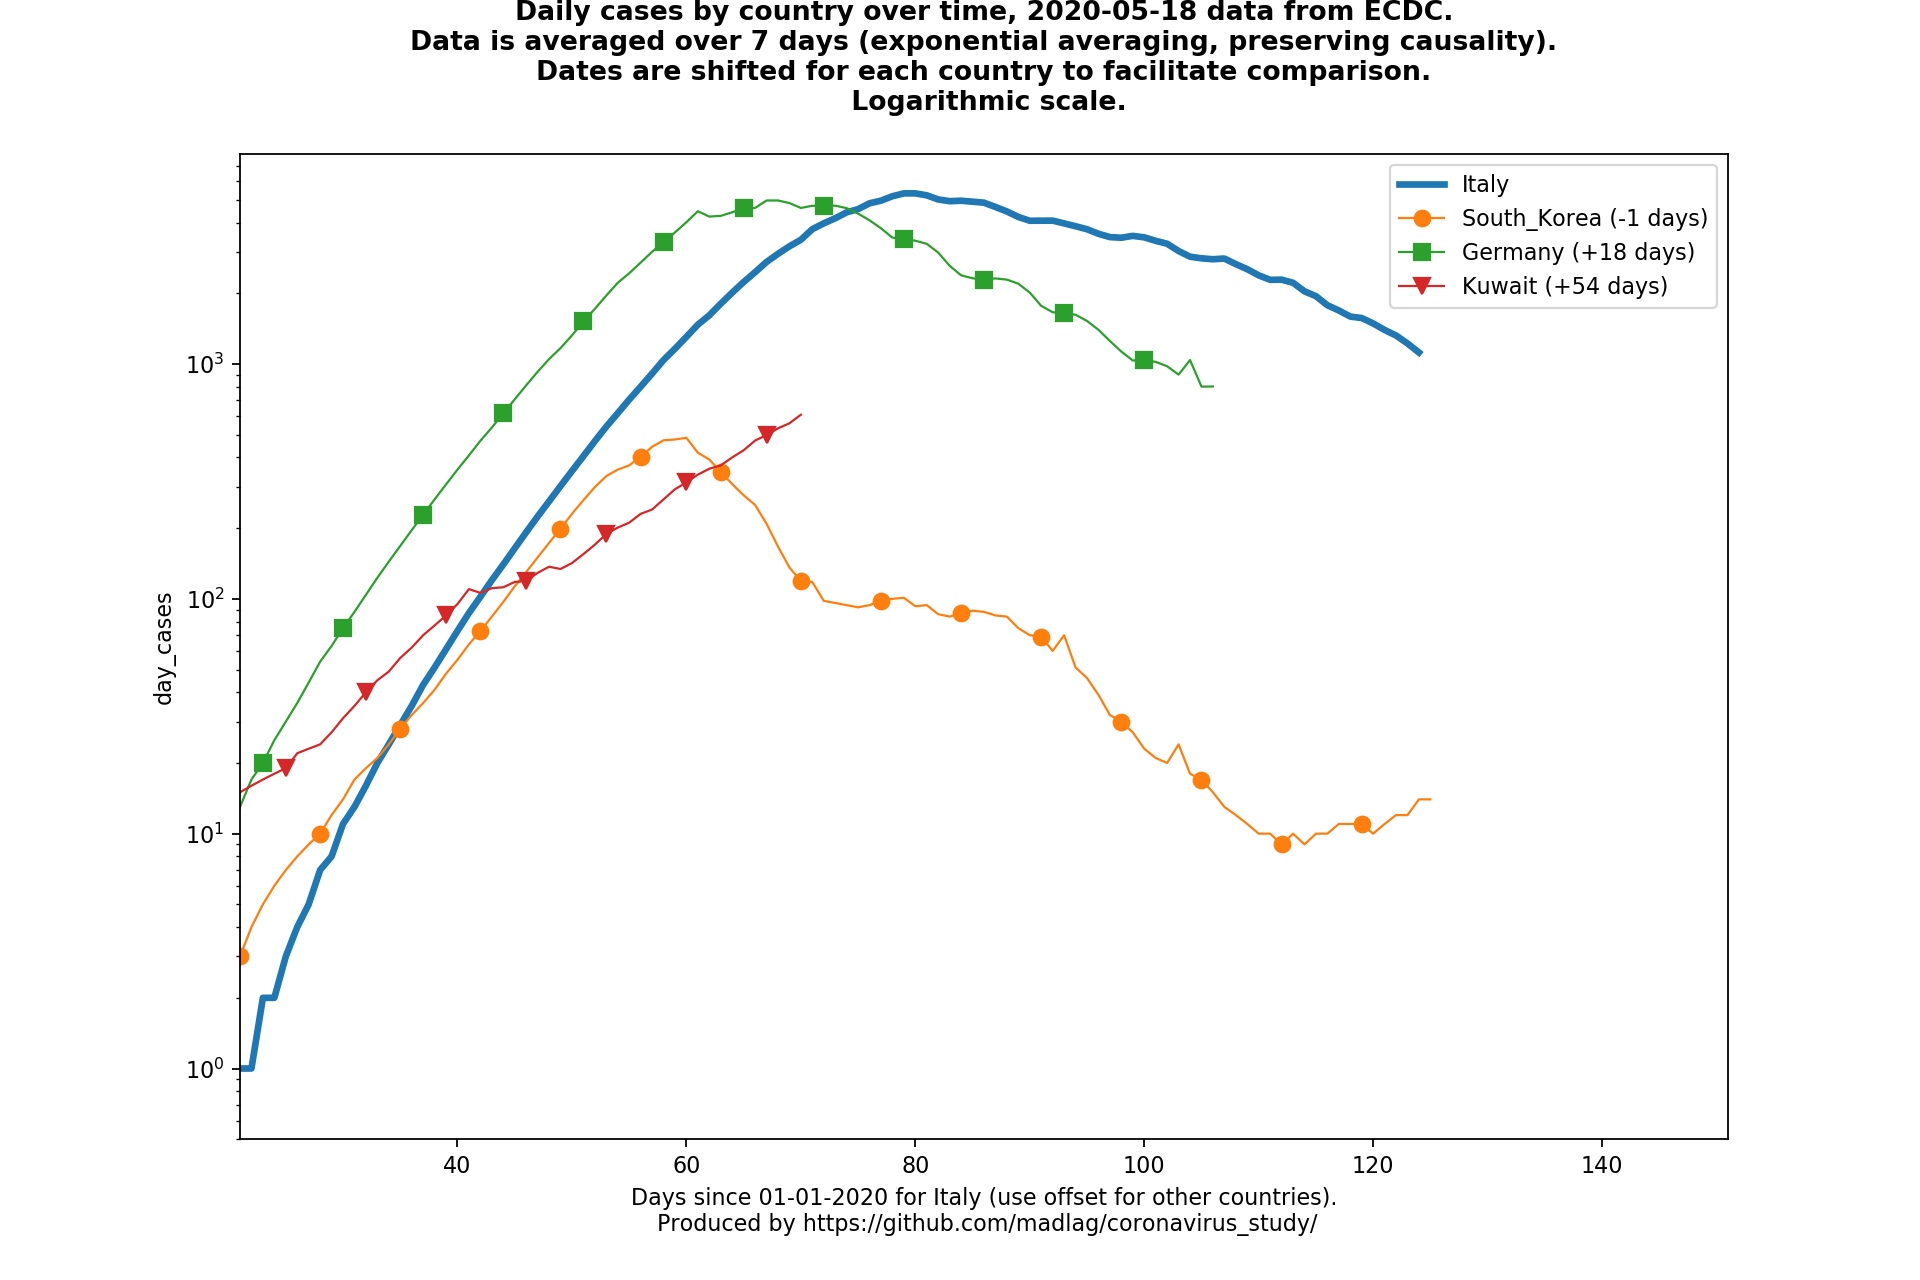 Daily cases by country over time, 2020-05-18 data from ECDC.
Data is averaged over 7 days (exponential averaging, preserving causality).
Dates are shifted for each country to facilitate comparison.
Logarithmic scale.
Italy
South_Korea (-1 days)
Germany (+18 days)
Kuwait (+54 days)
10³
10²
10¹
10⁰
day_cases
40
60
80
100
120
140
Days since 01-01-2020 for Italy (use offset for other countries).
Produced by https://github.com/madlag/coronavirus_study/